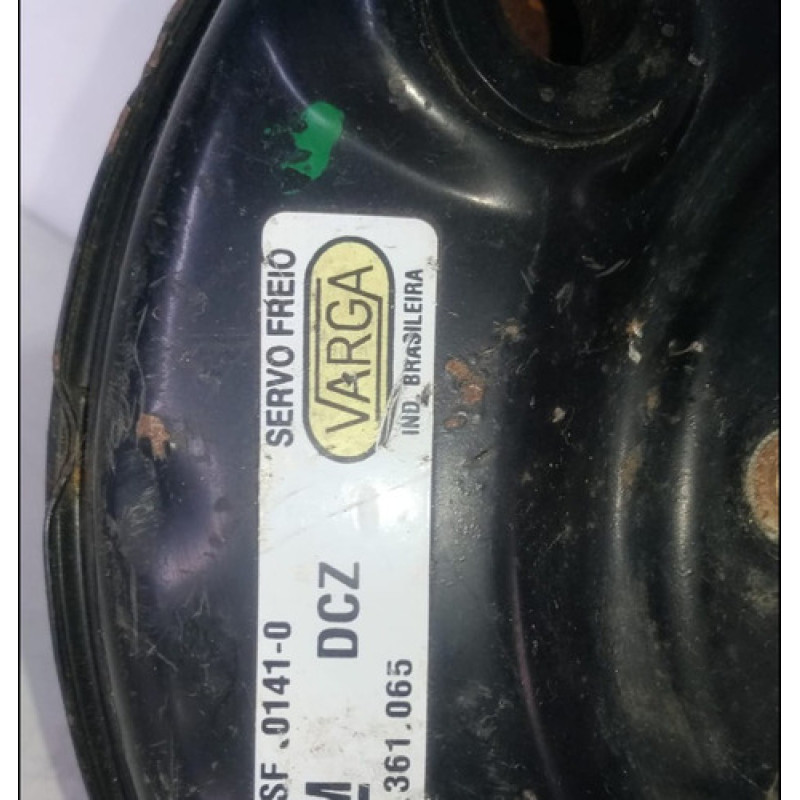 SERVO FREIO
VARGA
IND. BRASILEIRA
SF .0141-0
M DCZ
361.065